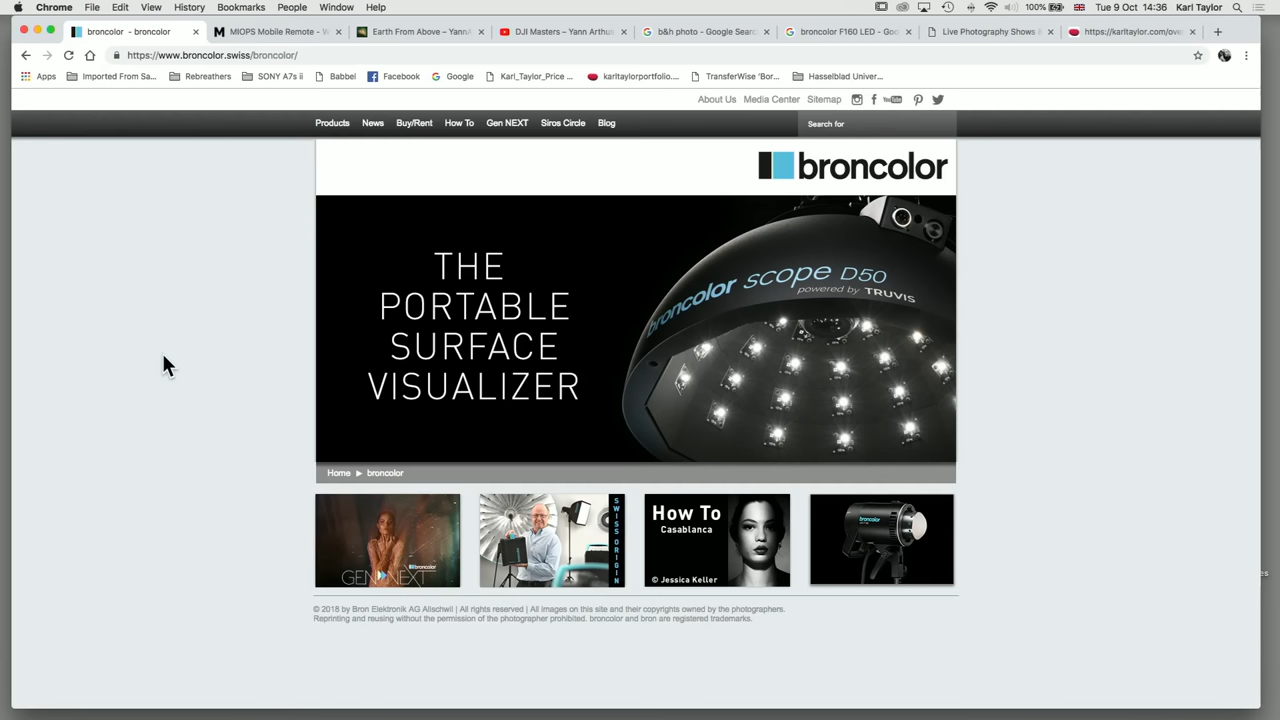 Chrome File Edit View History Bookmarks People Window Help
100% Tue 9 Oct 14:36 Karl Taylor
broncolor - broncolor
MIOPS Mobile Remote - W
Earth From Above – YannA
DJI Masters – Yann Arthus
b&h photo - Google Searc
broncolor F160 LED - Goo
Live Photography Shows &
https://karltaylor.com/over
https://www.broncolor.swiss/broncolor/
Apps Imported From Sa... Rebreathers SONY A7s ii Babbel Facebook Google Karl_Taylor_Price ... karltaylorportfolio.... TransferWise 'Bor... Hasselblad Univer...
About Us Media Center Sitemap You Tube
Products News Buy/Rent How To Gen NEXT Siros Circle Blog Search for
broncolor
THE
PORTABLE
SURFACE
VISUALIZER
broncolor scope D50
powered by TRUVIS
Home ▶ broncolor
GEN NEXT broncolor
SWISS ORIGIN
How To
Casablanca
© Jessica Keller
broncolor
© 2018 by Bron Elektronik AG Allschwil | All rights reserved | All images on this site and their copyrights owned by the photographers.
Reprinting and reusing without the permission of the photographer prohibited. broncolor and bron are registered trademarks.